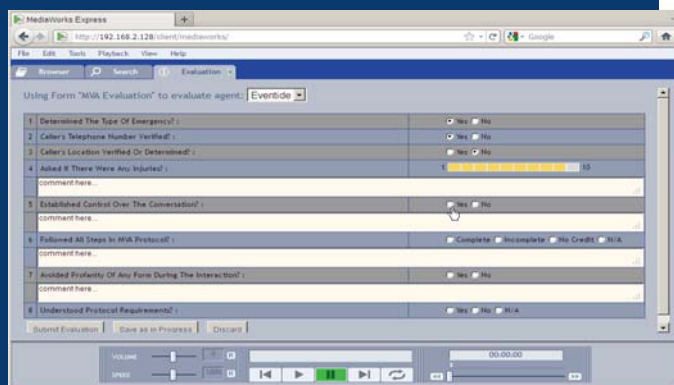 MediaWorks Express
http://192.168.2.128/client/mediaworks/
Google
File Edit Tools Playback View Help
Browser Search Evaluation
Using Form "MVA Evaluation" to evaluate agent: Eventide
1 Determined The Type Of Emergency? : Yes No
2 Caller's Telephone Number Verified? : Yes No
3 Caller's Location Verified Or Determined? : Yes No
4 Asked If There Were Any Injuries? : 1 10
comment here...
5 Established Control Over The Conversation? : Yes No
comment here...
6 Followed All Steps In MVA Protocol? : Complete Incomplete No Credit N/A
comment here...
7 Avoided Profanity Of Any Form During The Interaction? : Yes No
comment here...
8 Understood Protocol Requirements? : Yes No N/A
Submit Evaluation Save as in Progress Discard
VOLUME R 00:00:00
SPEED R